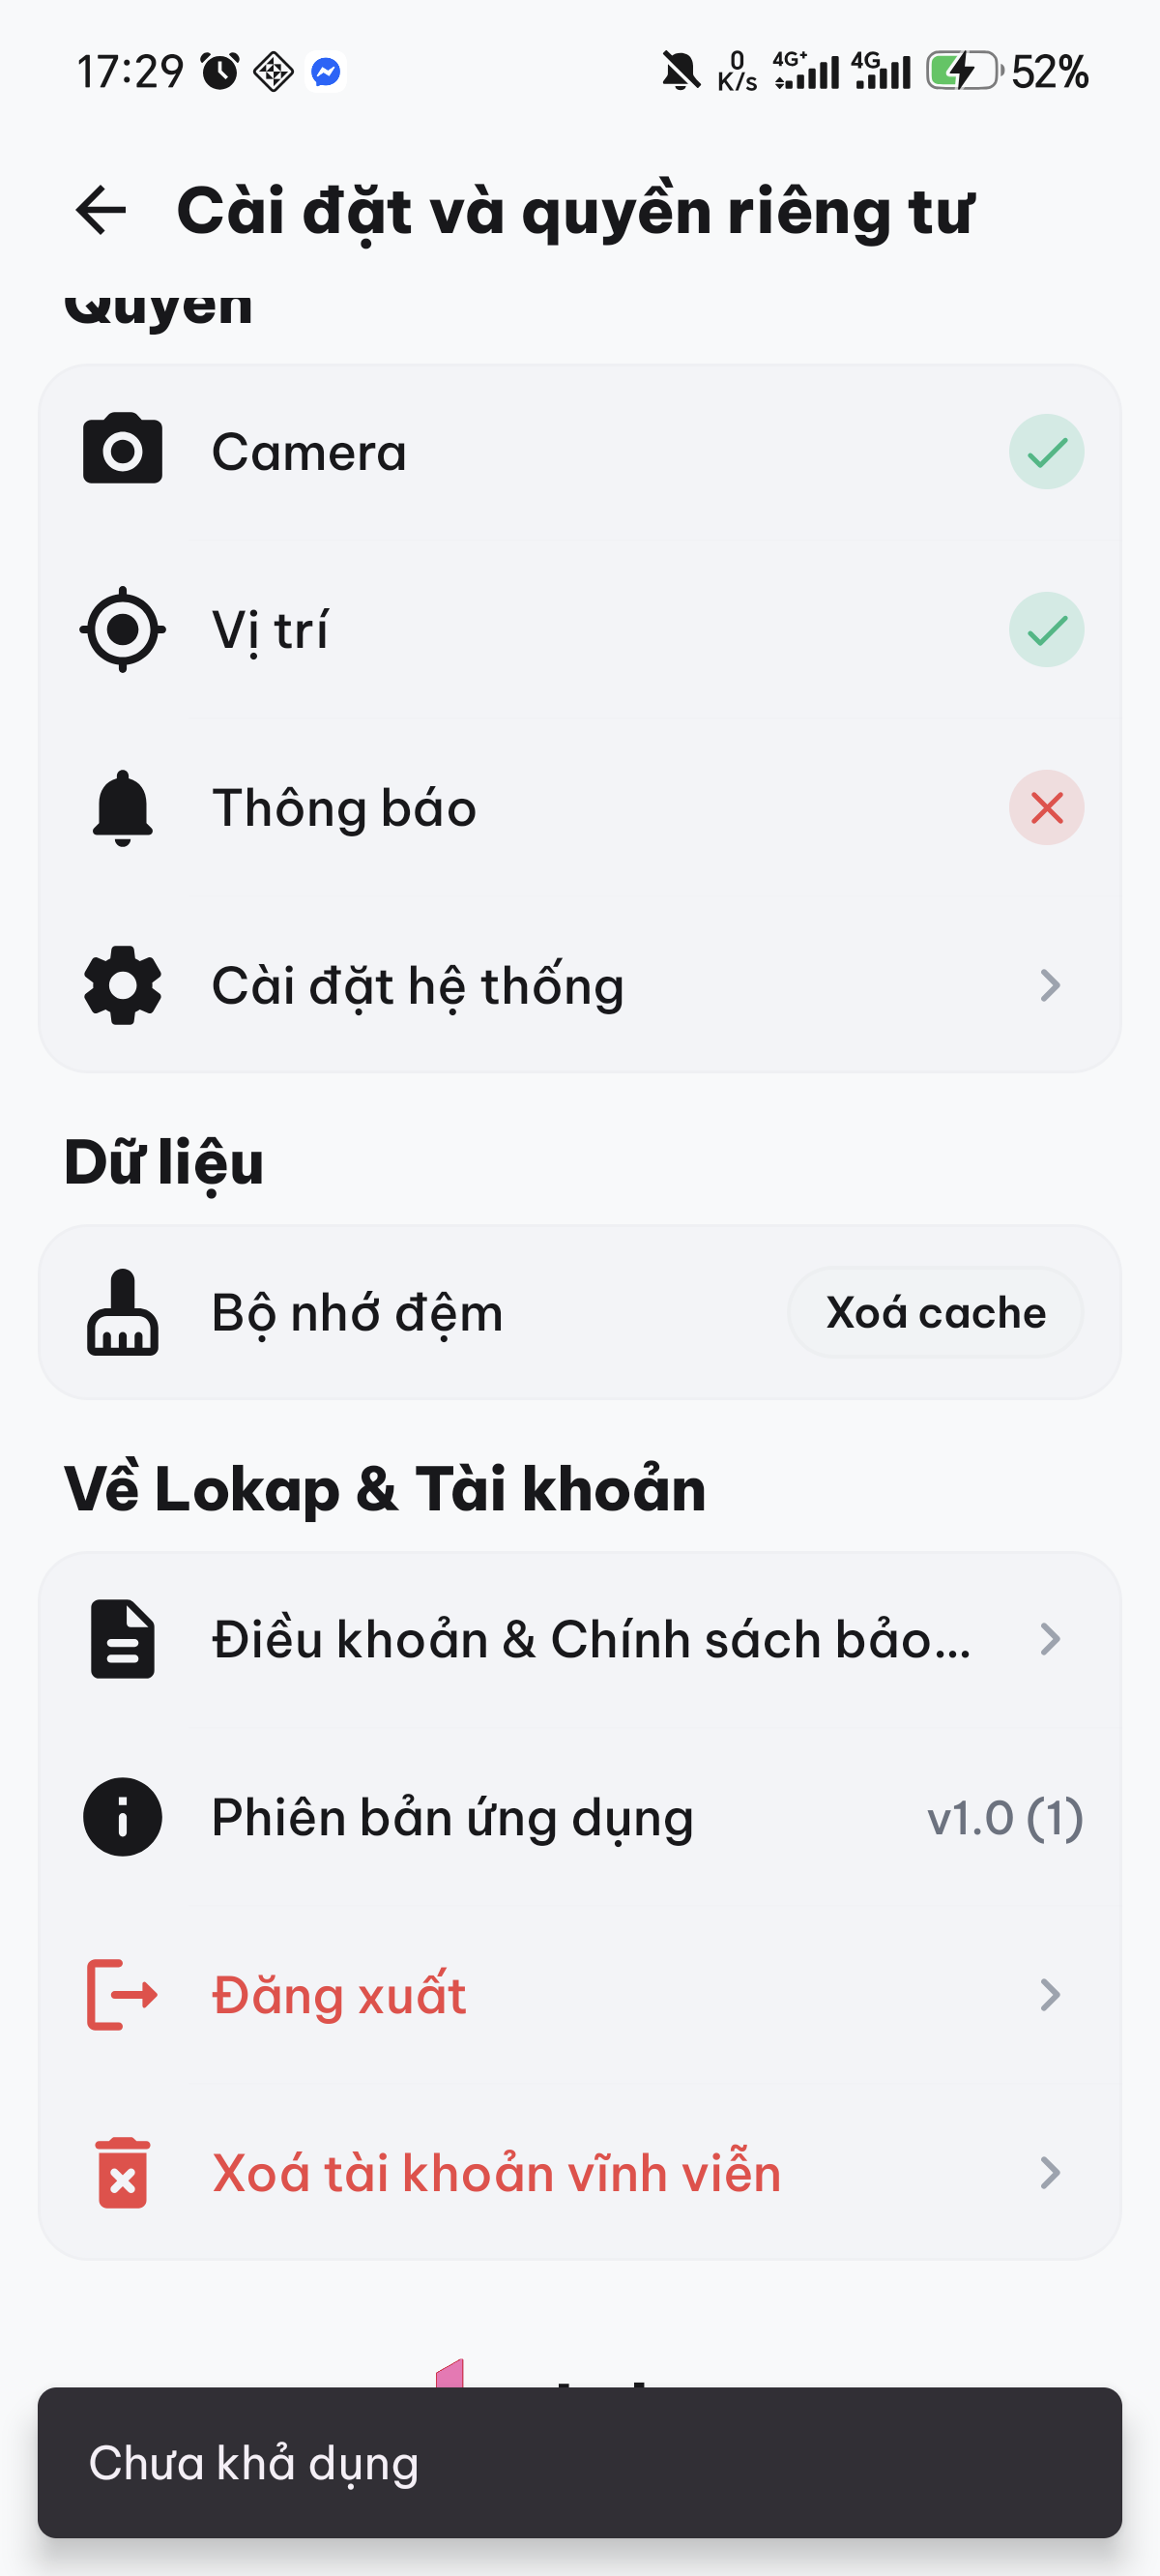 17:29
0 K/s 4G+ 4G 52%
Cài đặt và quyền riêng tư
Quyền
Camera
Vị trí
Thông báo
Cài đặt hệ thống
Dữ liệu
Bộ nhớ đệm
Xoá cache
Về Lokap & Tài khoản
Điều khoản & Chính sách bảo...
Phiên bản ứng dụng
v1.0 (1)
Đăng xuất
Xoá tài khoản vĩnh viễn
Chưa khả dụng